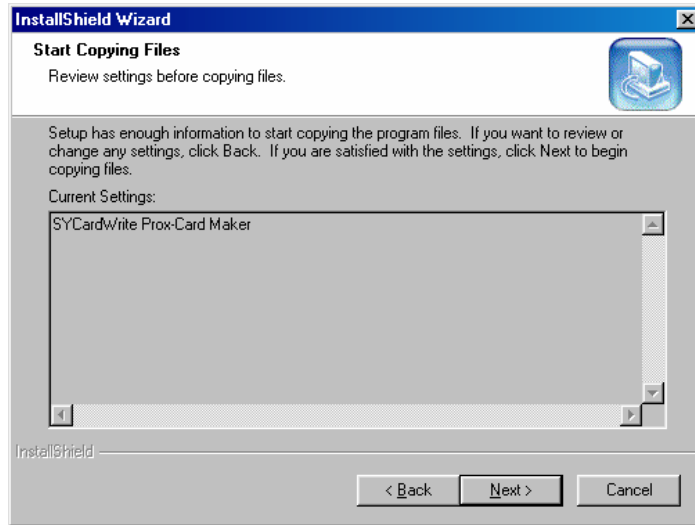 InstallShield Wizard
Start Copying Files
Review settings before copying files.
Setup has enough information to start copying the program files. If you want to review or
change any settings, click Back. If you are satisfied with the settings, click Next to begin
copying files.
Current Settings:
SYCardWrite Prox-Card Maker
InstallShield
< Back
Next >
Cancel